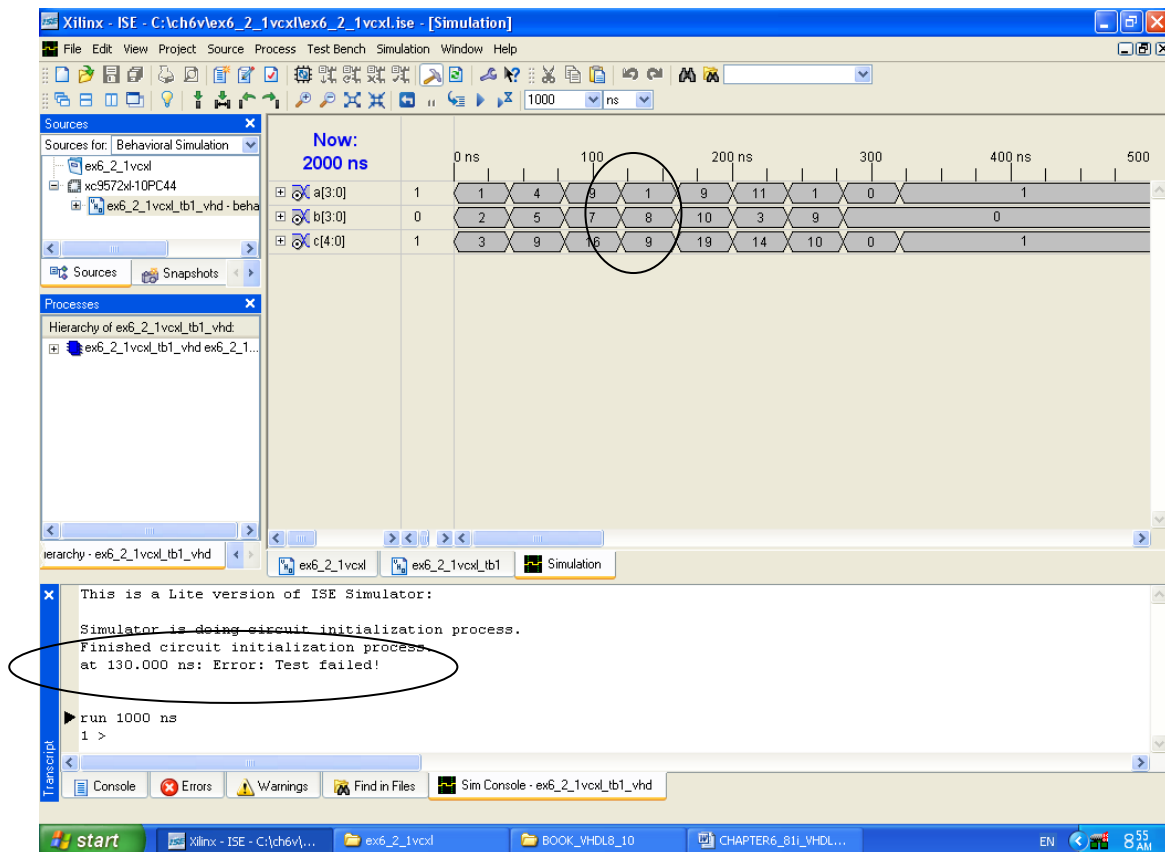 Xilinx - ISE - C:\ch6v\ex6_2_1vcxl\ex6_2_1vcxl.ise - [Simulation]
File Edit View Project Source Process Test Bench Simulation Window Help
1000 ns
Sources
Sources for: Behavioral Simulation
ex6_2_1vcxl
xc9572xl-10PC44
ex6_2_1vcxl_tb1_vhd - beha
Sources Snapshots
Processes
Hierarchy of ex6_2_1vcxl_tb1_vhd:
ex6_2_1vcxl_tb1_vhd ex6_2_1...
ierarchy - ex6_2_1vcxl_tb1_vhd
Now:
2000 ns
0 ns 100 200 ns 300 400 ns 500
a[3:0] 1 1 4 9 1 9 11 1 0 1
b[3:0] 0 2 5 7 8 10 3 9 0
c[4:0] 1 3 9 16 9 19 14 10 0 1
ex6_2_1vcxl ex6_2_1vcxl_tb1 Simulation
This is a Lite version of ISE Simulator:
Simulator is doing circuit initialization process.
Finished circuit initialization process.
at 130.000 ns: Error: Test failed!
run 1000 ns
1 >
Transcript
Console Errors Warnings Find in Files Sim Console - ex6_2_1vcxl_tb1_vhd
start Xilinx - ISE - C:\ch6v\... ex6_2_1vcxl BOOK_VHDL8_10 CHAPTER6_81i_VHDL... EN 8 55 AM